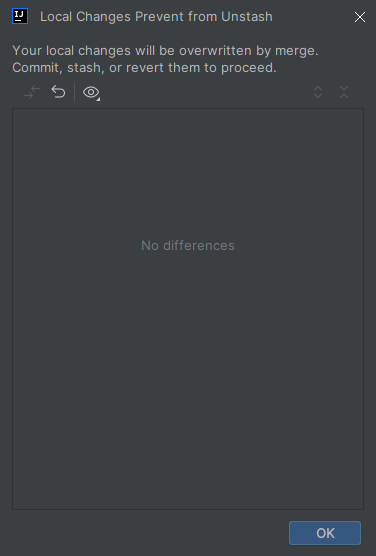 IJ
Local Changes Prevent from Unstash
Your local changes will be overwritten by merge.
Commit, stash, or revert them to proceed.
No differences
OK